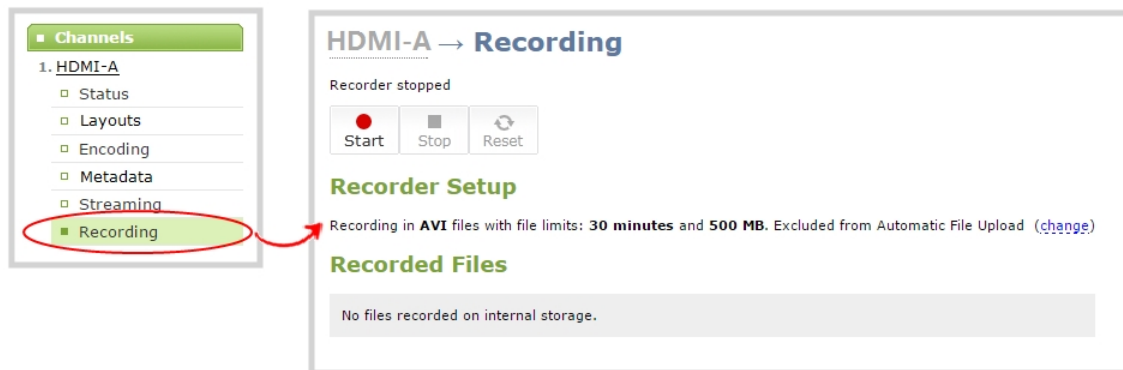 Channels
1. HDMI-A
Status
Layouts
Encoding
Metadata
Streaming
Recording
HDMI-A → Recording
Recorder stopped
Start Stop Reset
Recorder Setup
Recording in AVI files with file limits: 30 minutes and 500 MB. Excluded from Automatic File Upload (change)
Recorded Files
No files recorded on internal storage.